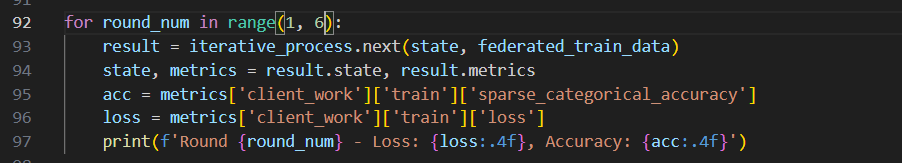 92 for round_num in range(1, 6):
93     result = iterative_process.next(state, federated_train_data)
94     state, metrics = result.state, result.metrics
95     acc = metrics['client_work']['train']['sparse_categorical_accuracy']
96     loss = metrics['client_work']['train']['loss']
97     print(f'Round {round_num} - Loss: {loss:.4f}, Accuracy: {acc:.4f}')